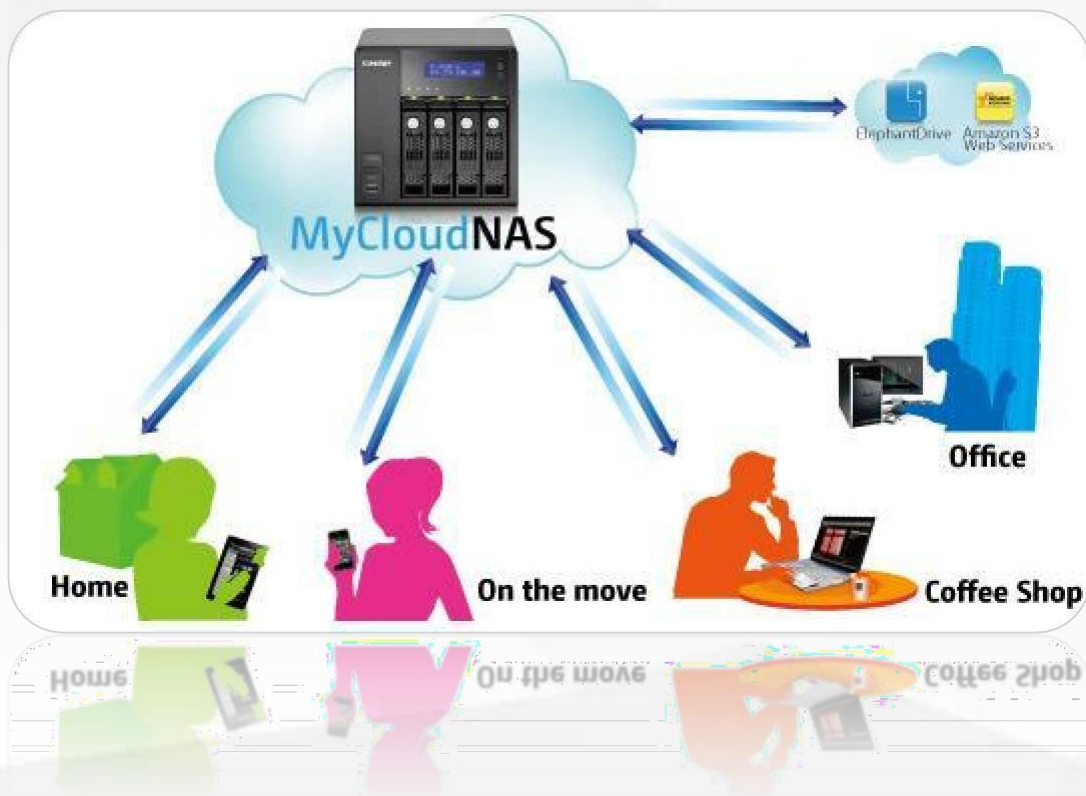 MyCloudNAS
ElephantDrive
Amazon S3
Web Services
Office
Home
On the move
Coffee Shop